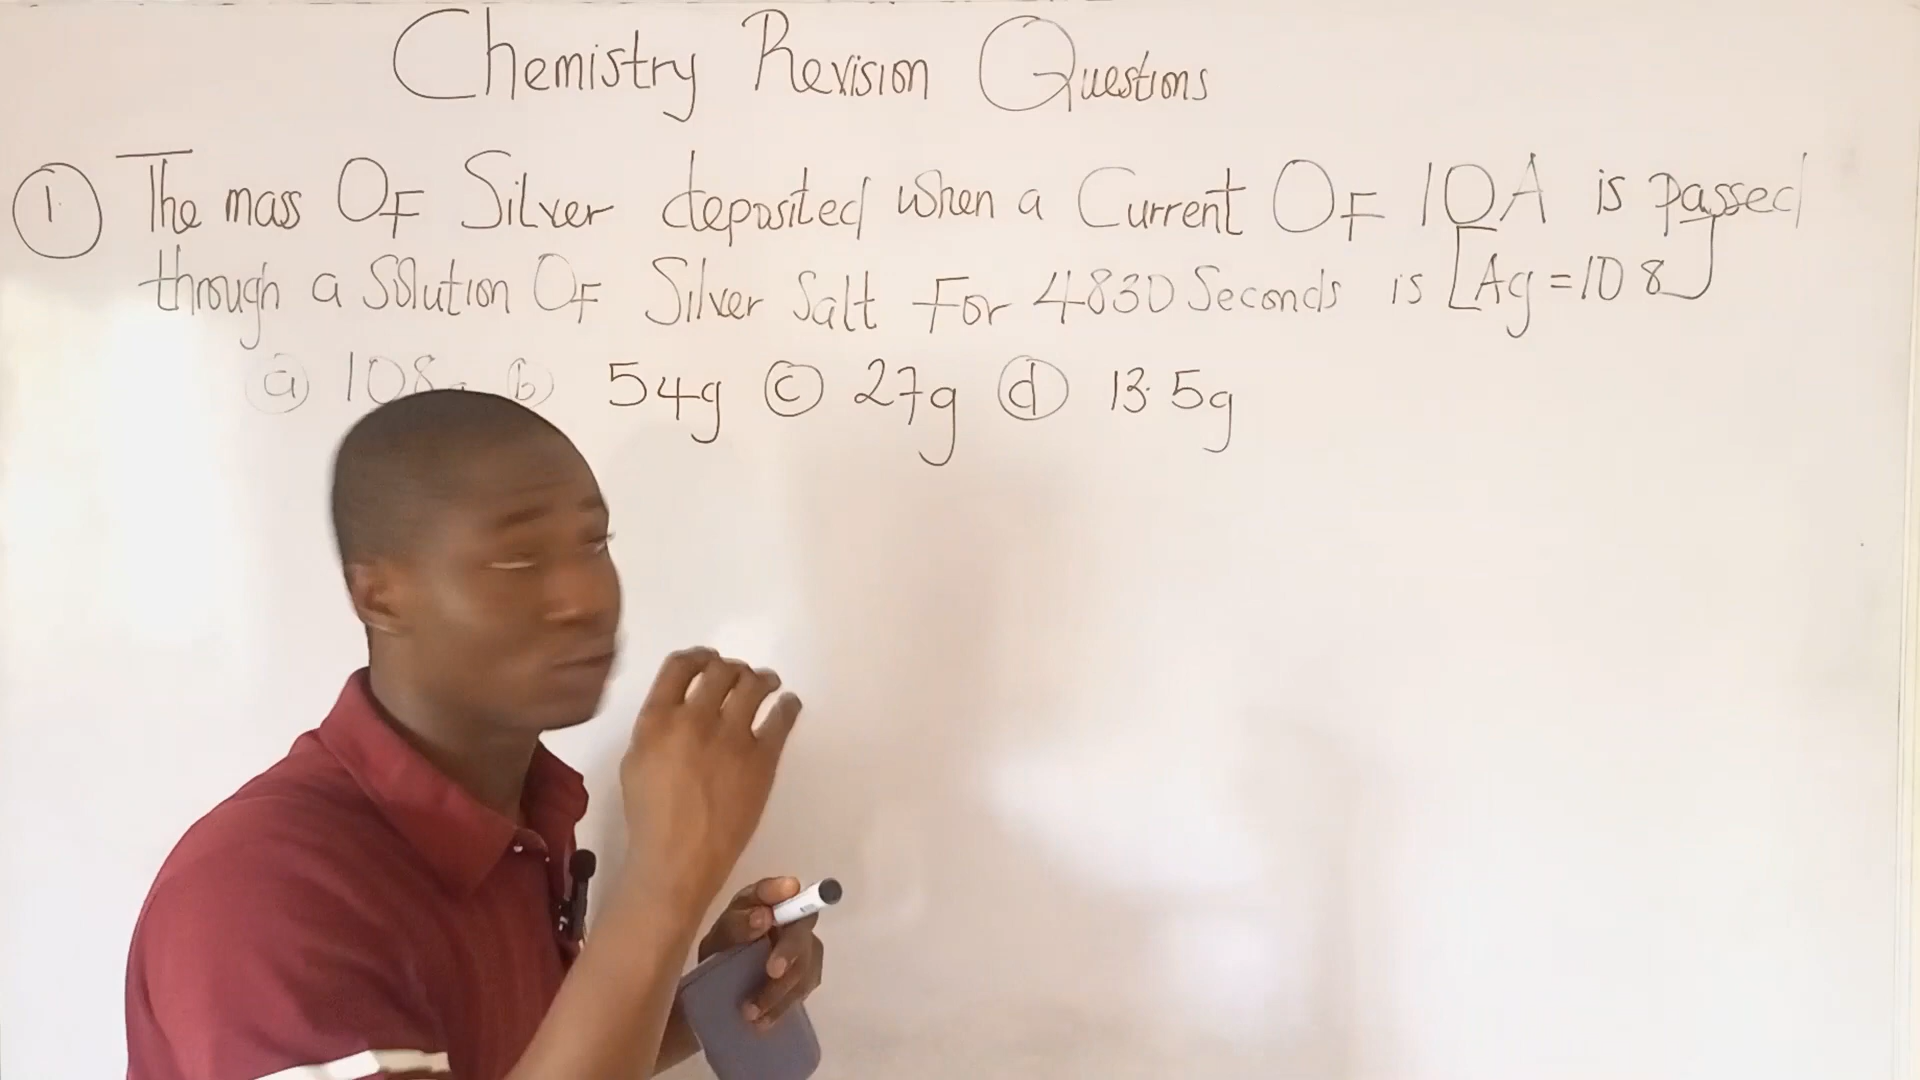 Chemistry Revision Questions
① The mass OF Silver deposited when a Current OF 10A is passed
through a Solution OF Silver Salt For 4830 Seconds is [Ag=108]
ⓐ 108g ⓑ 54g ⓒ 27g ⓓ 13.5g